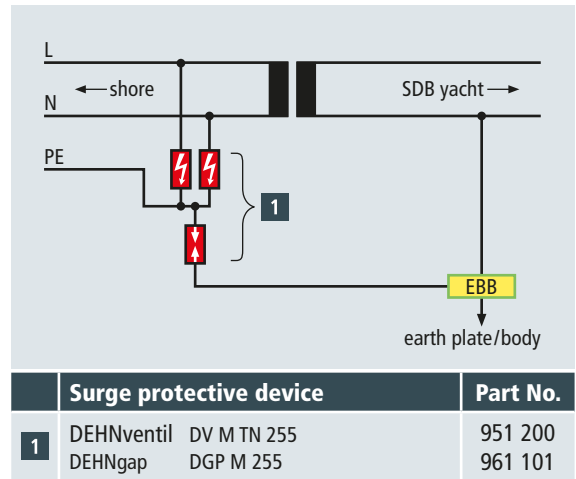 L
← shore
SDB yacht →
N
PE
1
EBB
earth plate/body
Surge protective device Part No.
1 DEHNventil DV M TN 255 951 200
DEHNgap DGP M 255 961 101